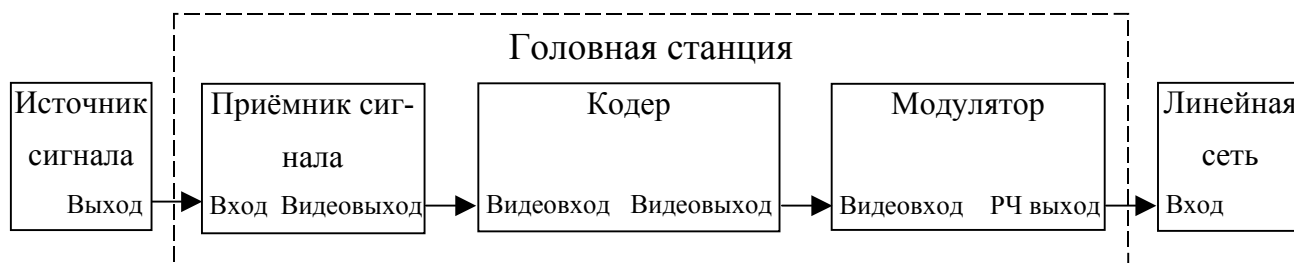 Головная станция
Источник
сигнала
Выход
Приёмник сиг-
нала
Вход Видеовыход
Кодер
Видеовход Видеовыход
Модулятор
Видеовход РЧ выход
Линейная
сеть
Вход